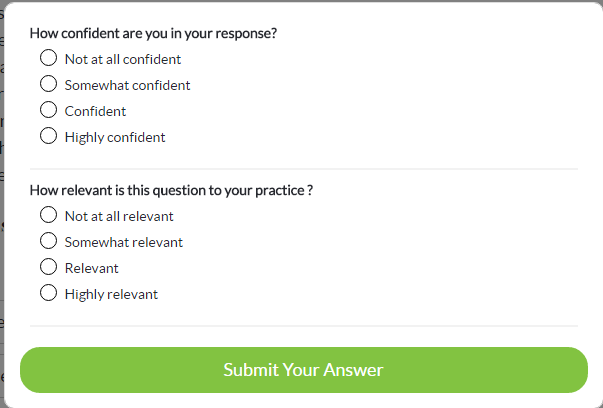 How confident are you in your response?
Not at all confident
Somewhat confident
Confident
Highly confident
How relevant is this question to your practice ?
Not at all relevant
Somewhat relevant
Relevant
Highly relevant
Submit Your Answer